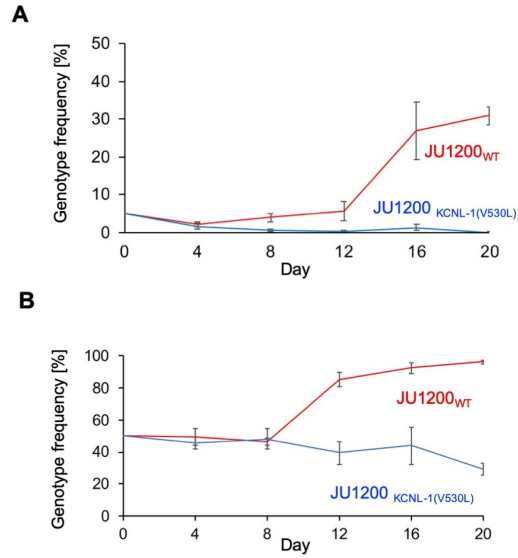 A
Genotype frequency [%]
50
40
30
20
10
0
JU1200WT
JU1200 KCNL-1(V530L)
0 4 8 12 16 20
Day
B
Genotype frequency [%]
100
80
60
40
20
0
JU1200WT
JU1200 KCNL-1(V530L)
0 4 8 12 16 20
Day